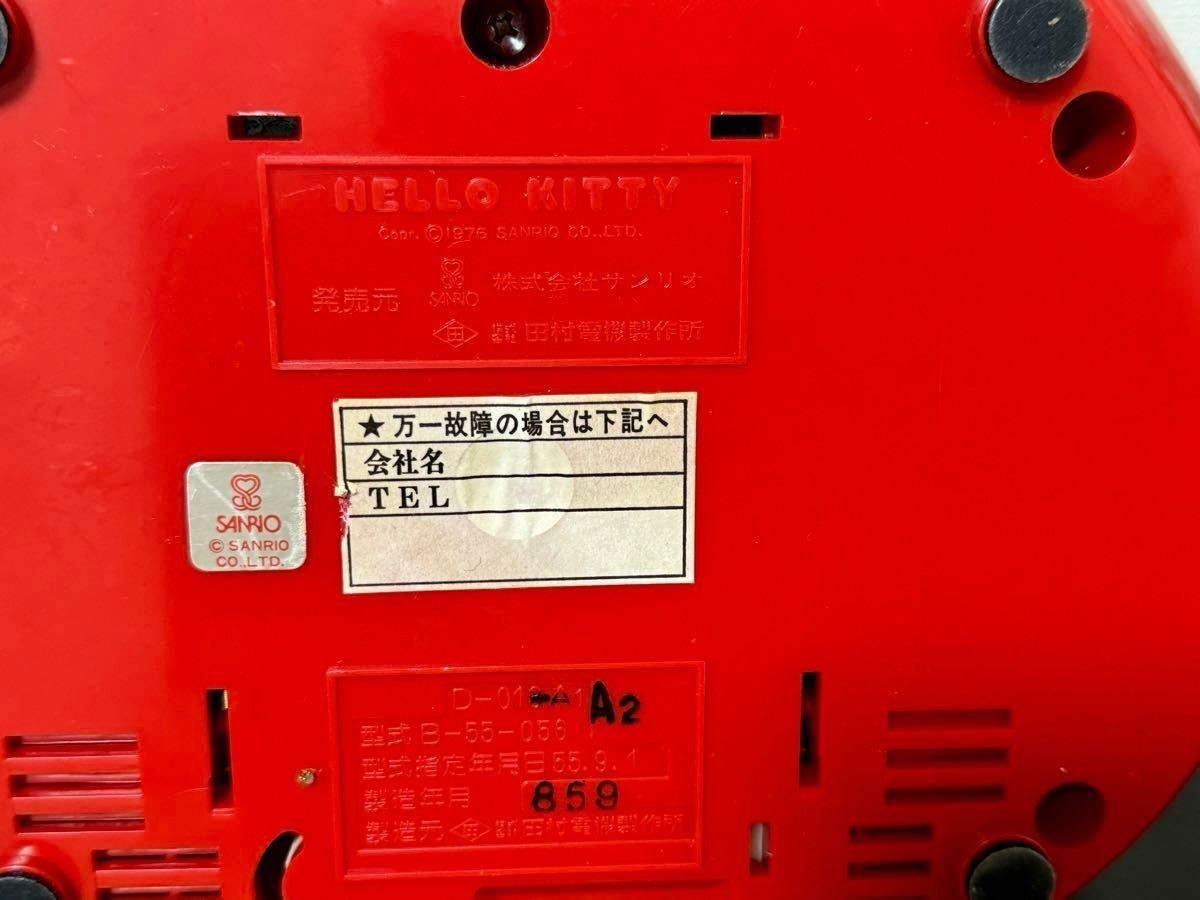 HELLO KITTY
Copr. ©1976 SANRIO CO.,LTD.
発売元 SANRIO 株式会社サンリオ
株式会社 田村電機製作所
★万一故障の場合は下記へ
会社名
TEL
SANRIO
© SANRIO
CO.,LTD.
A2
型式 B-55-056
型式指定年月日 55.9.1
製造年月 859
製造元 田村電機製作所